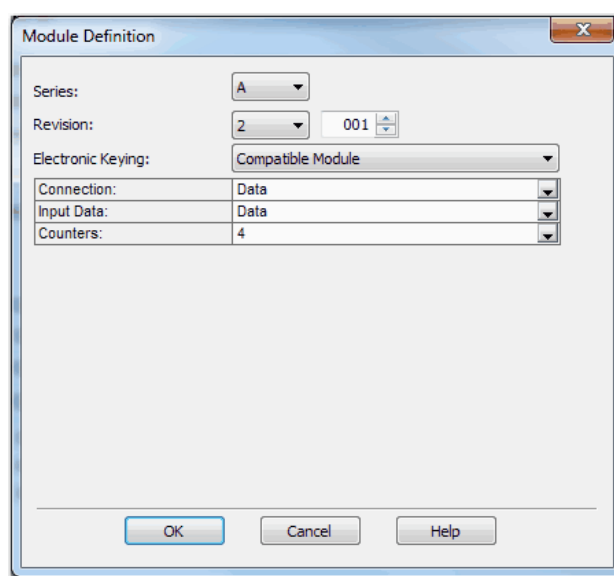 Module Definition
Series: A
Revision: 2 001
Electronic Keying: Compatible Module
Connection: Data
Input Data: Data
Counters: 4
OK Cancel Help